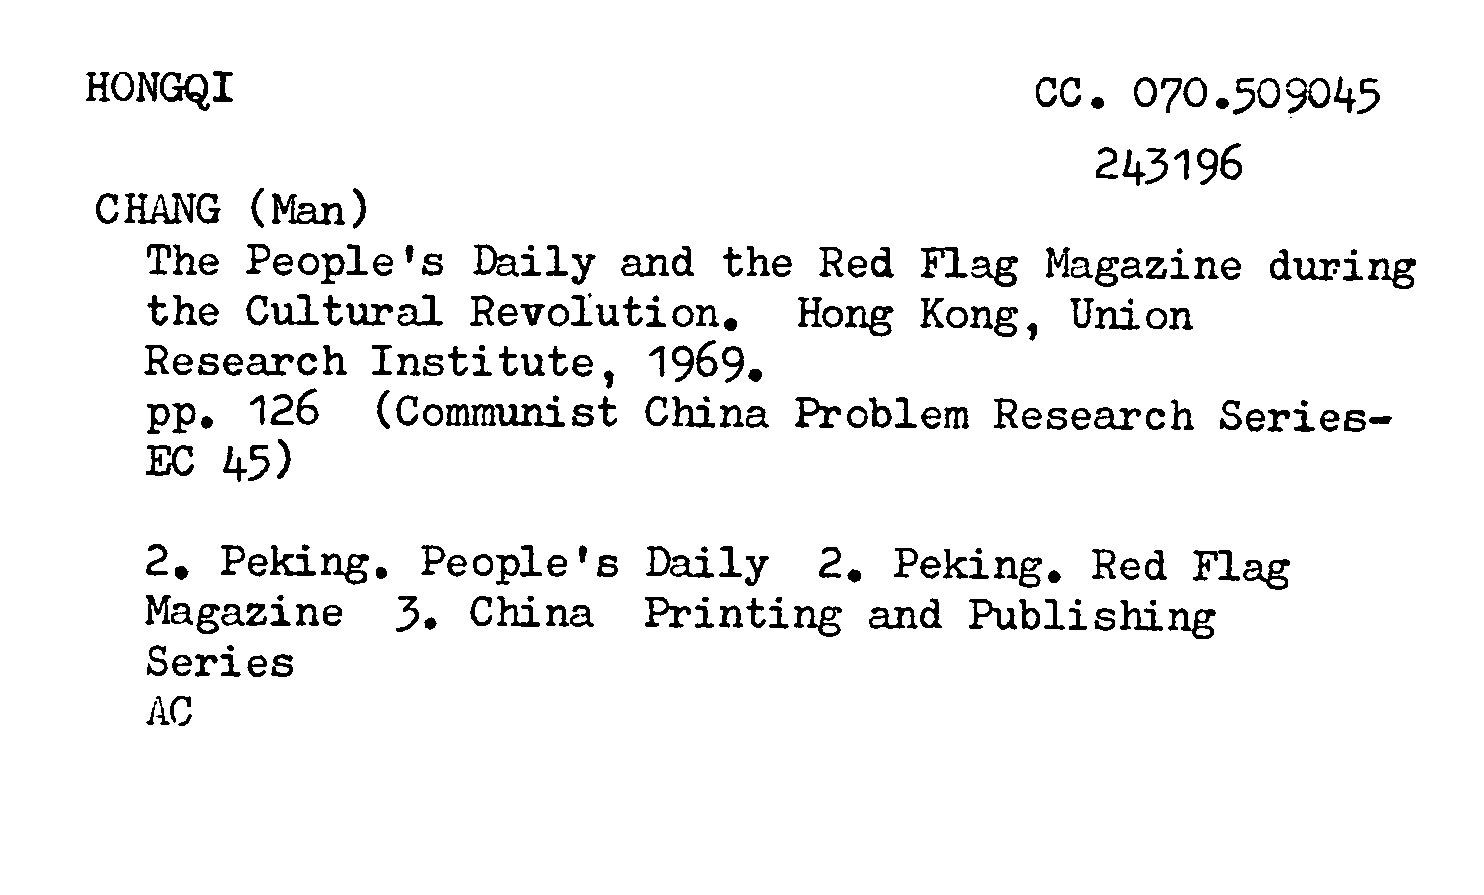 HONGQI
CC. 070.509045
243196
CHANG (Man)
The People's Daily and the Red Flag Magazine during
the Cultural Revolution. Hong Kong, Union
Research Institute, 1969.
pp. 126 (Communist China Problem Research Series-
EC 45)
2. Peking. People's Daily 2. Peking. Red Flag
Magazine 3. China Printing and Publishing
Series
AC